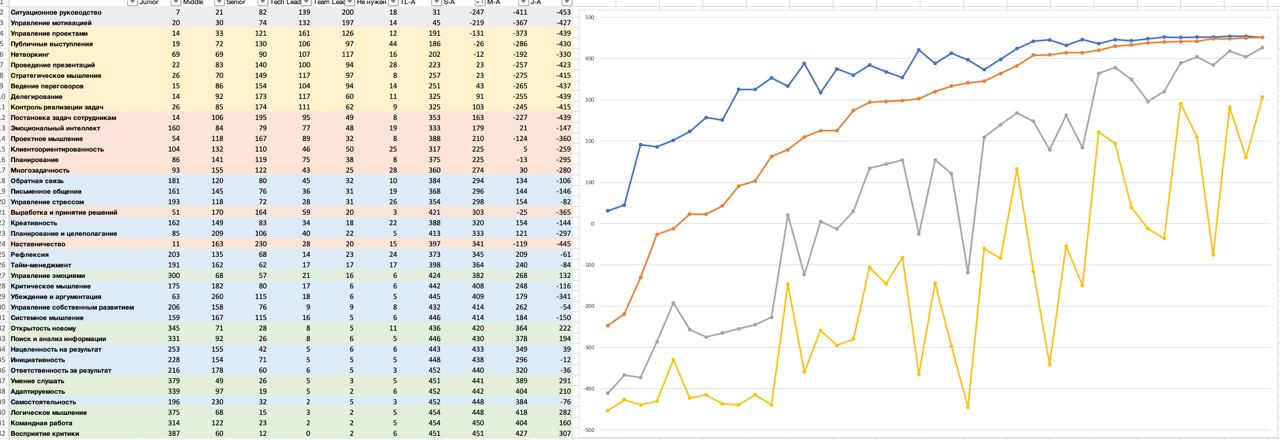 Junior Middle Senior Tech Lead Team Lead Не нужен TL-A S-A M-A J-A
Ситуационное руководство 7 21 82 139 200 18 31 -247 -411 -453
Управление мотивацией 20 30 74 132 197 14 45 -219 -367 -427
Управление проектами 14 33 121 161 126 12 191 -131 -373 -439
Публичные выступления 19 72 130 106 97 44 186 -26 -286 -430
Нетворкинг 69 69 90 107 117 16 202 -12 -192 -330
Проведение презентаций 22 83 140 100 94 28 223 23 -257 -423
Стратегическое мышление 26 70 149 117 97 8 257 23 -275 -415
Ведение переговоров 15 86 154 104 94 14 251 43 -265 -437
Делегирование 14 92 173 117 60 11 325 91 -255 -439
Контроль реализации задач 26 85 174 111 62 9 325 103 -245 -415
Постановка задач сотрудникам 14 106 195 95 49 8 353 163 -227 -439
Эмоциональный интеллект 160 84 79 77 48 19 333 179 21 -147
Проектное мышление 54 118 167 89 32 8 388 210 -124 -360
Клиентоориентированность 104 132 110 46 50 25 317 225 5 -259
Планирование 86 141 119 75 38 8 375 225 -13 -295
Многозадачность 93 155 122 43 25 28 360 274 30 -280
Обратная связь 181 120 80 45 32 10 384 294 134 -106
Письменное общение 161 145 76 36 31 19 368 296 144 -146
Управление стрессом 193 118 72 28 31 26 354 298 154 -82
Выработка и принятие решений 51 170 164 59 20 3 421 303 -25 -365
Креативность 162 149 83 34 18 22 388 320 154 -144
Планирование и целеполагание 85 209 106 40 22 5 413 333 121 -297
Наставничество 11 163 230 28 20 15 397 341 -119 -445
Рефлексия 203 135 68 14 23 24 373 345 209 -61
Тайм-менеджмент 191 162 62 17 17 17 398 364 240 -84
Управление эмоциями 300 68 57 21 16 6 424 382 268 132
Критическое мышление 175 182 80 17 6 6 442 408 248 -116
Убеждение и аргументация 63 260 115 18 6 5 445 409 179 -341
Управление собственным развитием 206 158 76 9 9 8 432 414 262 -54
Системное мышление 159 167 115 16 5 6 446 414 184 -150
Открытость новому 345 71 28 8 5 11 436 420 364 222
Поиск и анализ информации 331 92 26 8 6 5 446 430 378 194
Нацеленность на результат 253 155 42 5 6 6 443 433 349 39
Инициативность 228 154 71 5 5 5 448 438 296 -12
Ответственность за результат 216 178 60 6 5 3 452 440 320 -36
Умение слушать 379 49 26 5 3 5 451 441 389 291
Адаптируемость 339 97 19 5 2 6 452 442 404 210
Самостоятельность 196 230 32 2 5 3 452 448 384 -76
Логическое мышление 375 68 15 3 2 5 454 448 418 282
Командная работа 314 122 23 2 2 5 454 450 404 160
Восприятие критики 387 60 12 0 2 6 451 451 427 307
500
400
300
200
100
0
-100
-200
-300
-400
-500